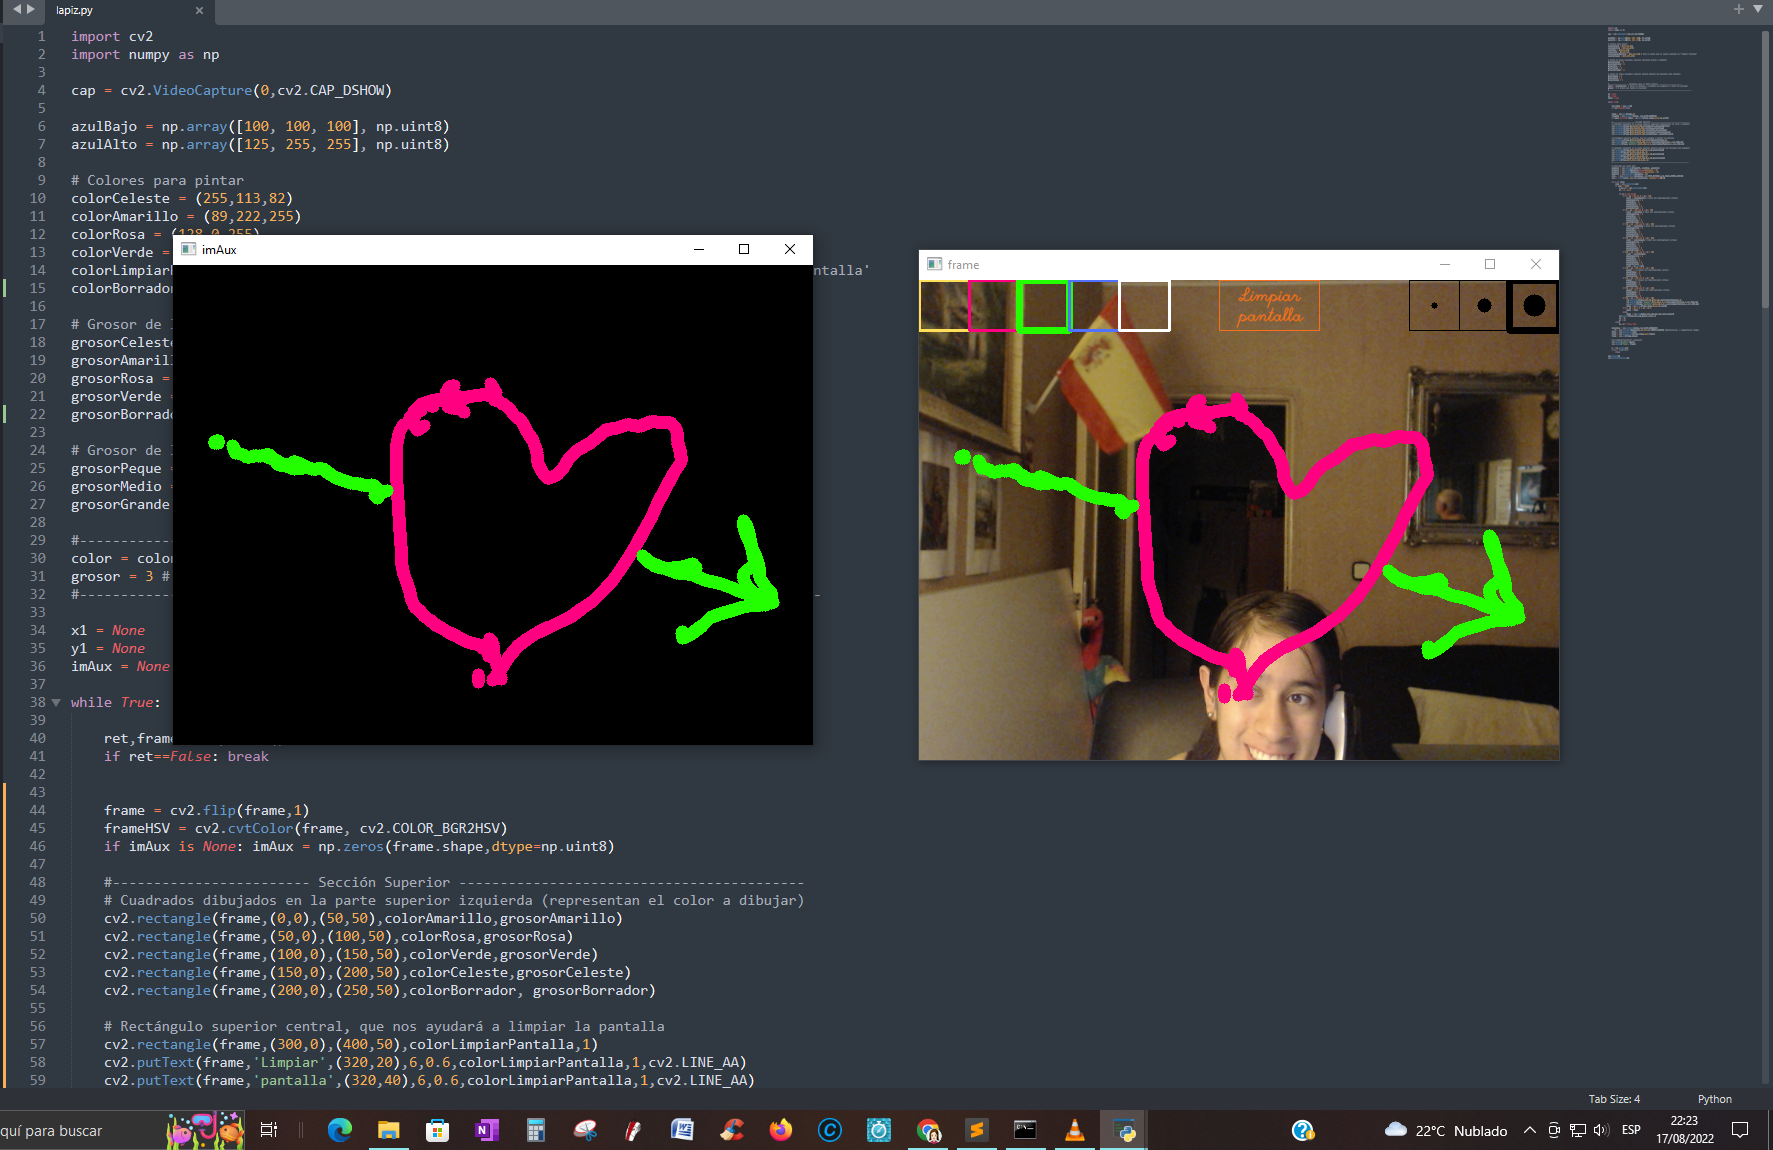 lapiz.py
1 import cv2
2 import numpy as np
3
4 cap = cv2.VideoCapture(0,cv2.CAP_DSHOW)
5
6 azulBajo = np.array([100, 100, 100], np.uint8)
7 azulAlto = np.array([125, 255, 255], np.uint8)
8
9 # Colores para pintar
10 colorCeleste = (255,113,82)
11 colorAmarillo = (89,222,255)
12 colorRosa = (128,0,255)
13 colorVerde =
14 colorLimpiar ntalla'
15 colorBorrador
16
17 # Grosor de
18 grosorCeleste
19 grosorAmarill
20 grosorRosa =
21 grosorVerde =
22 grosorBorrado
23
24 # Grosor de
25 grosorPeque =
26 grosorMedio =
27 grosorGrande
28
29 #-----------
30 color = color
31 grosor = 3 #
32 #-----------
33
34 x1 = None
35 y1 = None
36 imAux = None
37
38 while True:
39
40 ret,frame
41 if ret==False: break
42
43
44 frame = cv2.flip(frame,1)
45 frameHSV = cv2.cvtColor(frame, cv2.COLOR_BGR2HSV)
46 if imAux is None: imAux = np.zeros(frame.shape,dtype=np.uint8)
47
48 #------------------------ Sección Superior ------------------------------------------
49 # Cuadrados dibujados en la parte superior izquierda (representan el color a dibujar)
50 cv2.rectangle(frame,(0,0),(50,50),colorAmarillo,grosorAmarillo)
51 cv2.rectangle(frame,(50,0),(100,50),colorRosa,grosorRosa)
52 cv2.rectangle(frame,(100,0),(150,50),colorVerde,grosorVerde)
53 cv2.rectangle(frame,(150,0),(200,50),colorCeleste,grosorCeleste)
54 cv2.rectangle(frame,(200,0),(250,50),colorBorrador, grosorBorrador)
55
56 # Rectángulo superior central, que nos ayudará a limpiar la pantalla
57 cv2.rectangle(frame,(300,0),(400,50),colorLimpiarPantalla,1)
58 cv2.putText(frame,'Limpiar',(320,20),6,0.6,colorLimpiarPantalla,1,cv2.LINE_AA)
59 cv2.putText(frame,'pantalla',(320,40),6,0.6,colorLimpiarPantalla,1,cv2.LINE_AA)
imAux
frame
Limpiar
pantalla
Tab Size: 4 Python
quí para buscar
22°C Nublado
ESP
22:23
17/08/2022